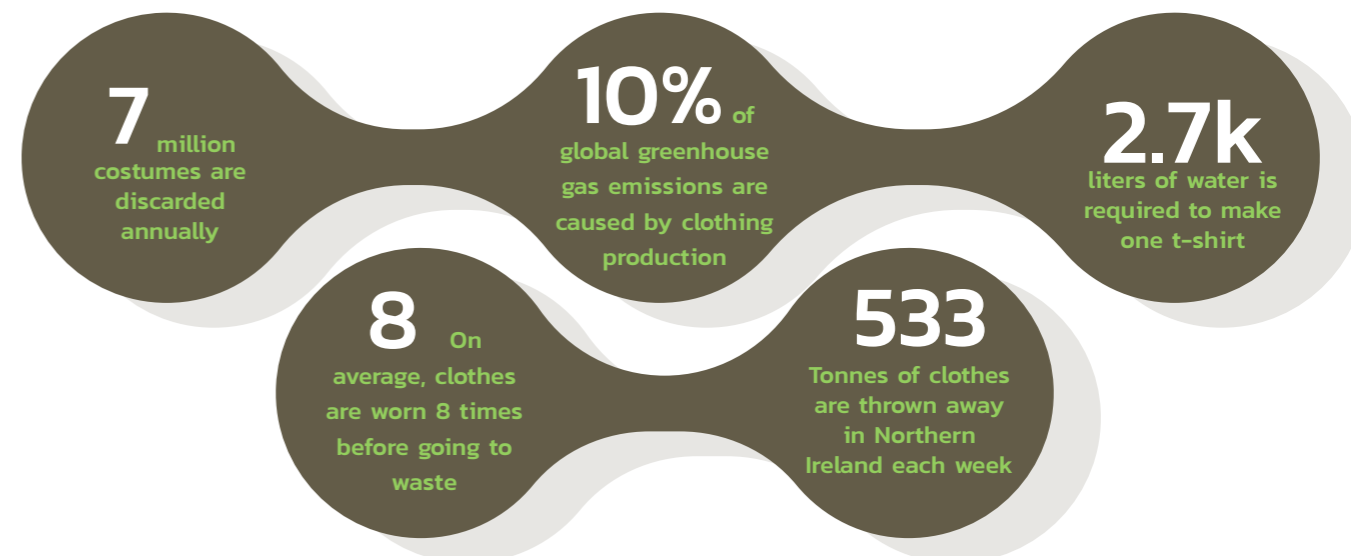 7 million
costumes are
discarded
annually
10% of
global greenhouse
gas emissions are
caused by clothing
production
2.7k
liters of water is
required to make
one t-shirt
8 On
average, clothes
are worn 8 times
before going to
waste
533
Tonnes of clothes
are thrown away
in Northern
Ireland each week